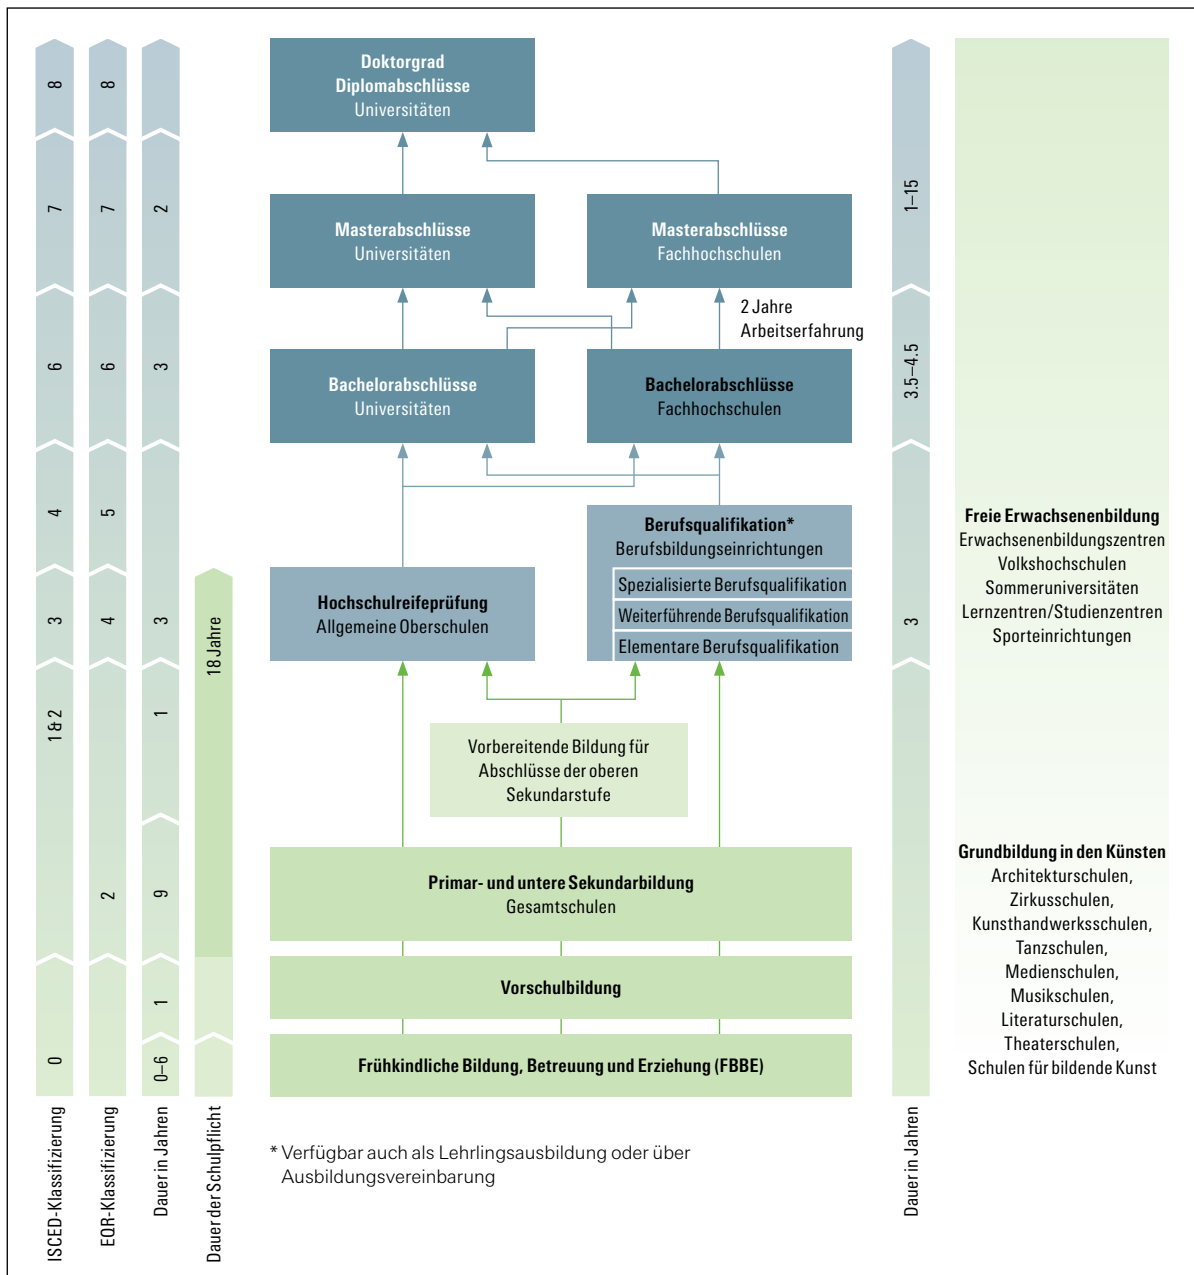 8
7
6
4
3
1 & 2
0
ISCED-Klassifizierung
8
7
6
5
4
2
EQR-Klassifizierung
2
3
3
1
9
1
0–6
Dauer in Jahren
18 Jahre
Dauer der Schulpflicht
Doktorgrad
Diplomabschlüsse
Universitäten
Masterabschlüsse
Universitäten
Masterabschlüsse
Fachhochschulen
2 Jahre
Arbeitserfahrung
Bachelorabschlüsse
Universitäten
Bachelorabschlüsse
Fachhochschulen
Berufsqualifikation*
Berufsbildungseinrichtungen
Spezialisierte Berufsqualifikation
Weiterführende Berufsqualifikation
Elementare Berufsqualifikation
Hochschulreifeprüfung
Allgemeine Oberschulen
Vorbereitende Bildung für
Abschlüsse der oberen
Sekundarstufe
Primar- und untere Sekundarbildung
Gesamtschulen
Vorschulbildung
Frühkindliche Bildung, Betreuung und Erziehung (FBBE)
* Verfügbar auch als Lehrlingsausbildung oder über
Ausbildungsvereinbarung
1–15
3.5–4.5
3
Dauer in Jahren
Freie Erwachsenenbildung
Erwachsenenbildungszentren
Volkshochschulen
Sommeruniversitäten
Lernzentren/Studienzentren
Sporteinrichtungen
Grundbildung in den Künsten
Architekturschulen,
Zirkusschulen,
Kunsthandwerksschulen,
Tanzschulen,
Medienschulen,
Musikschulen,
Literaturschulen,
Theaterschulen,
Schulen für bildende Kunst